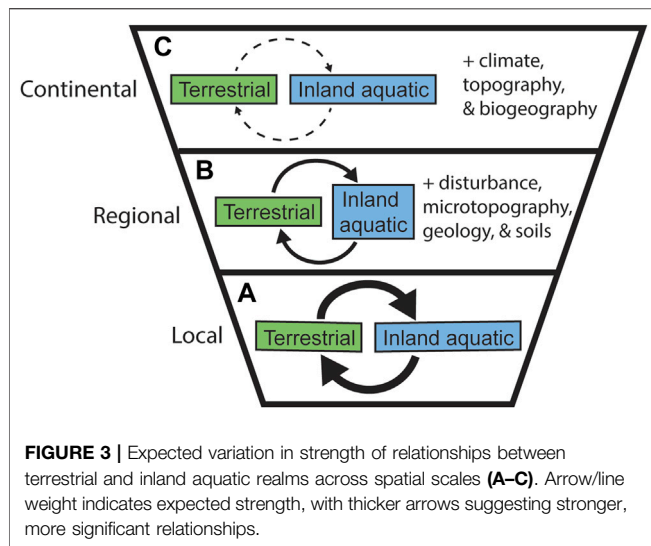 C
Continental
Terrestrial
Inland aquatic
+ climate,
topography,
& biogeography
B
Regional
Terrestrial
Inland
aquatic
+ disturbance,
microtopography,
geology, & soils
A
Local
Terrestrial
Inland aquatic
FIGURE 3 | Expected variation in strength of relationships between
terrestrial and inland aquatic realms across spatial scales (A–C). Arrow/line
weight indicates expected strength, with thicker arrows suggesting stronger,
more significant relationships.